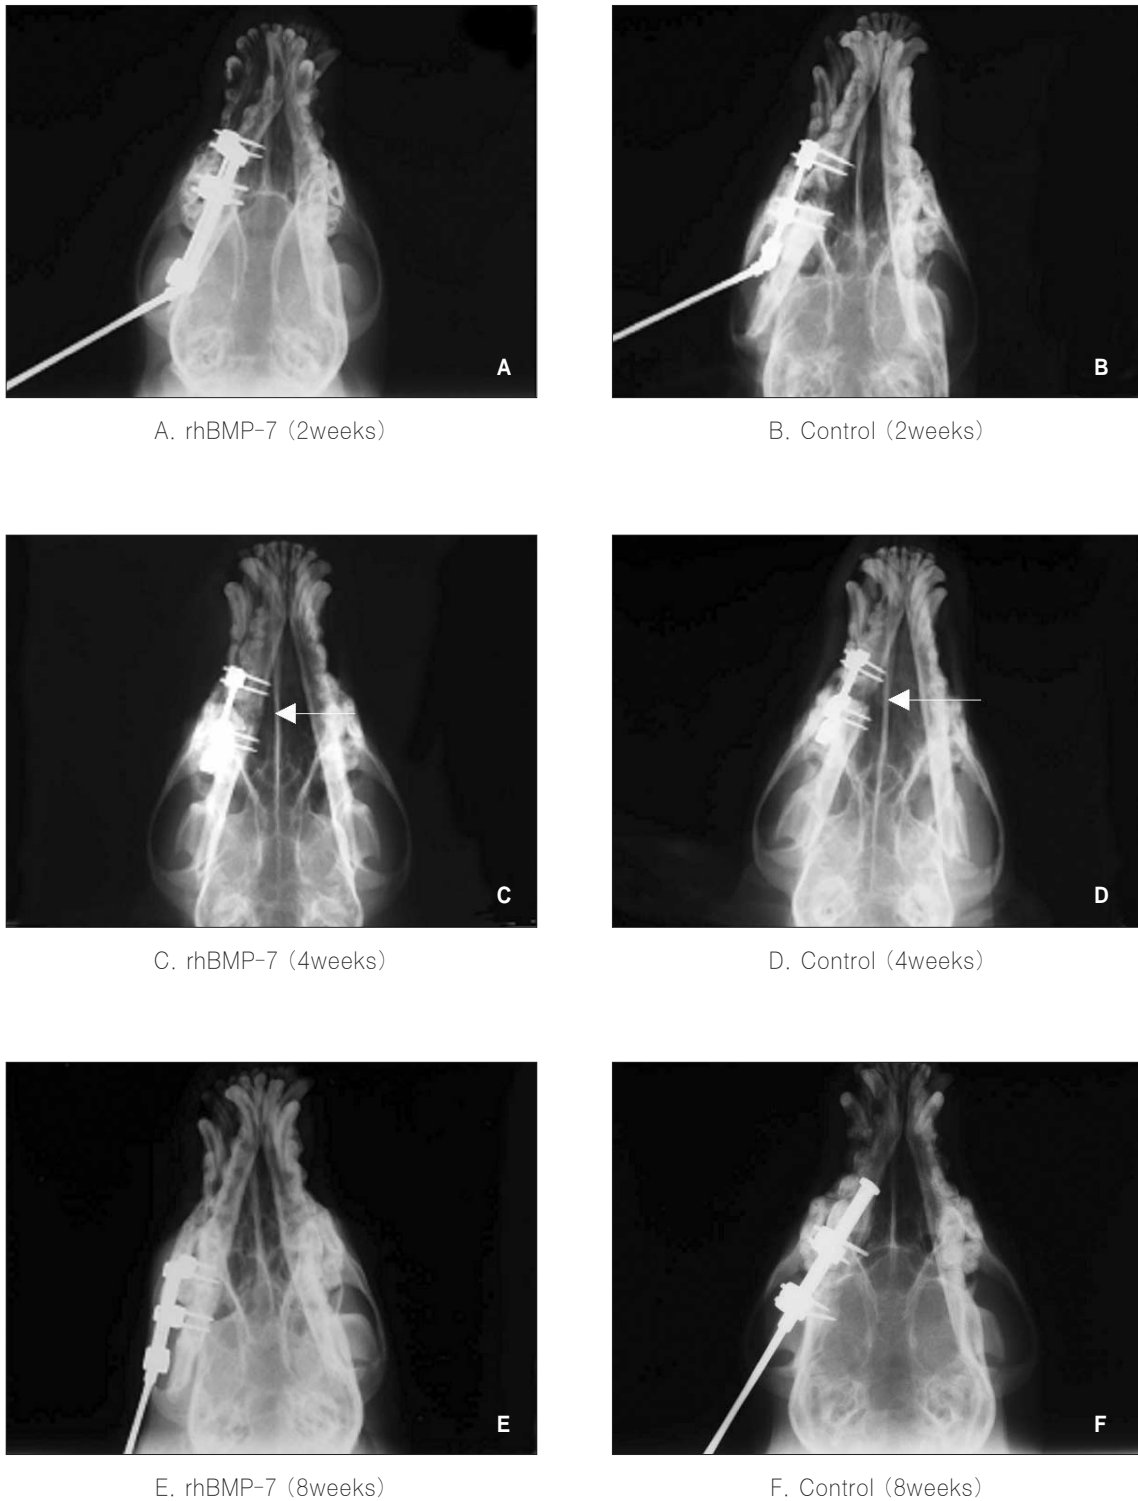 A
B
A. rhBMP-7 (2weeks)
B. Control (2weeks)
C
D
C. rhBMP-7 (4weeks)
D. Control (4weeks)
E
F
E. rhBMP-7 (8weeks)
F. Control (8weeks)